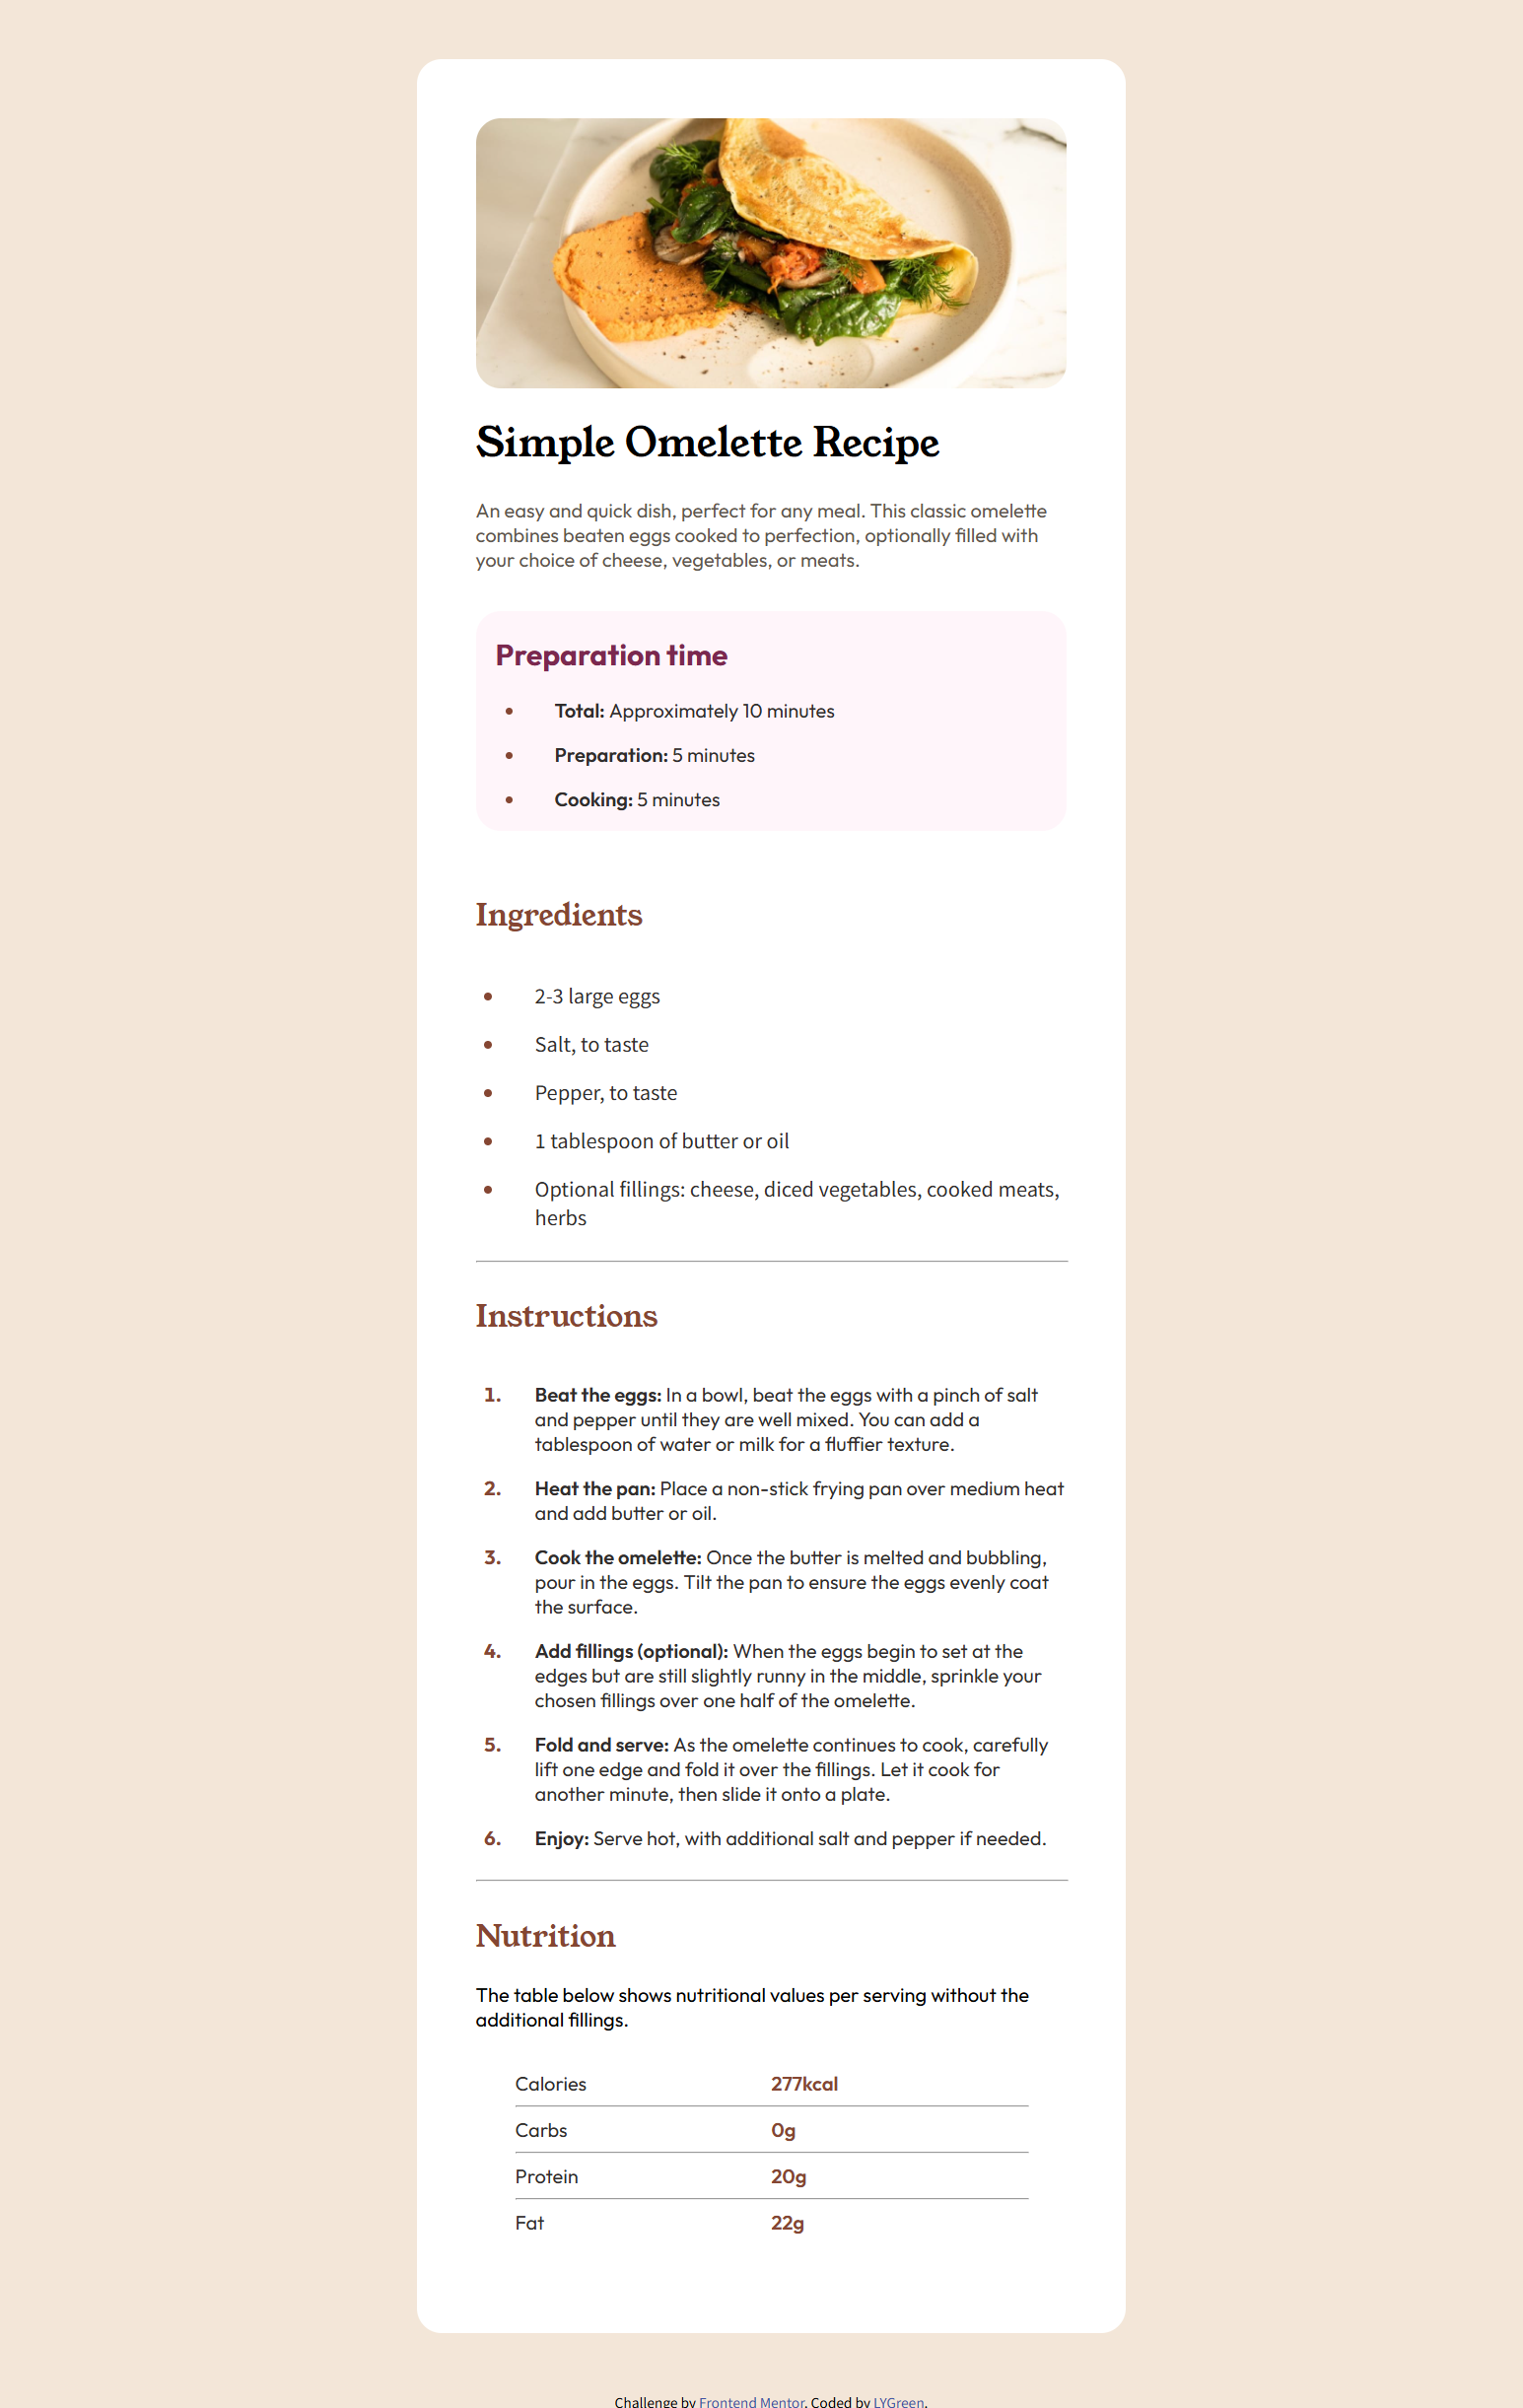 Simple Omelette Recipe
An easy and quick dish, perfect for any meal. This classic omelette
combines beaten eggs cooked to perfection, optionally filled with
your choice of cheese, vegetables, or meats.
Preparation time
• Total: Approximately 10 minutes
• Preparation: 5 minutes
• Cooking: 5 minutes
Ingredients
• 2-3 large eggs
• Salt, to taste
• Pepper, to taste
• 1 tablespoon of butter or oil
• Optional fillings: cheese, diced vegetables, cooked meats,
herbs
Instructions
1. Beat the eggs: In a bowl, beat the eggs with a pinch of salt
and pepper until they are well mixed. You can add a
tablespoon of water or milk for a fluffier texture.
2. Heat the pan: Place a non-stick frying pan over medium heat
and add butter or oil.
3. Cook the omelette: Once the butter is melted and bubbling,
pour in the eggs. Tilt the pan to ensure the eggs evenly coat
the surface.
4. Add fillings (optional): When the eggs begin to set at the
edges but are still slightly runny in the middle, sprinkle your
chosen fillings over one half of the omelette.
5. Fold and serve: As the omelette continues to cook, carefully
lift one edge and fold it over the fillings. Let it cook for
another minute, then slide it onto a plate.
6. Enjoy: Serve hot, with additional salt and pepper if needed.
Nutrition
The table below shows nutritional values per serving without the
additional fillings.
Calories 277kcal
Carbs 0g
Protein 20g
Fat 22g
Challenge by Frontend Mentor. Coded by LYGreen.